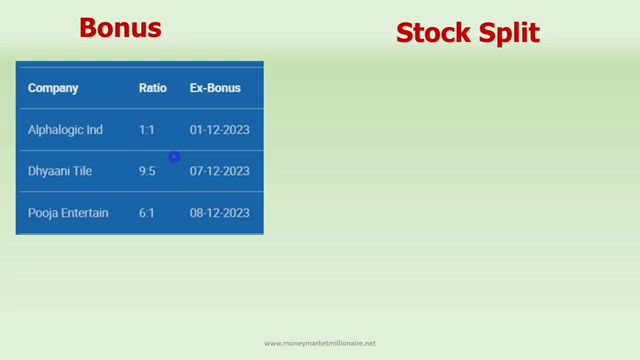 Bonus
Stock Split
Company Ratio Ex-Bonus
Alphalogic Ind 1:1 01-12-2023
Dhyaani Tile 9:5 07-12-2023
Pooja Entertain 6:1 08-12-2023
www.moneymarketmillionaire.net